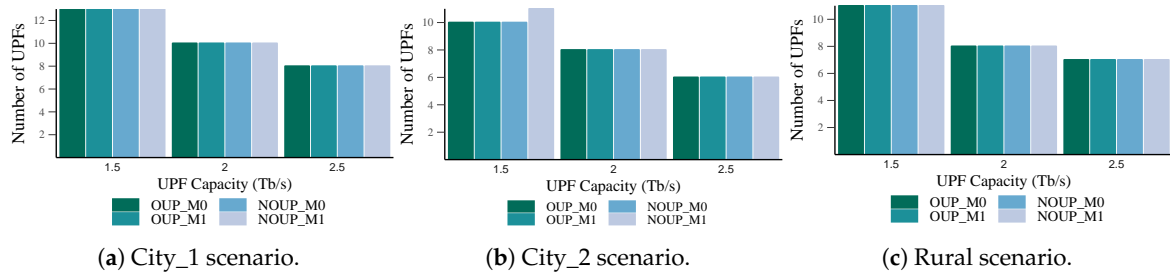 Number of UPFs
12
10
8
6
4
2
1.5
2
2.5
UPF Capacity (Tb/s)
OUP_M0
NOUP_M0
OUP_M1
NOUP_M1
(a) City_1 scenario.
Number of UPFs
10
8
6
4
2
1.5
2
2.5
UPF Capacity (Tb/s)
OUP_M0
NOUP_M0
OUP_M1
NOUP_M1
(b) City_2 scenario.
Number of UPFs
10
8
6
4
2
1.5
2
2.5
UPF Capacity (Tb/s)
OUP_M0
NOUP_M0
OUP_M1
NOUP_M1
(c) Rural scenario.